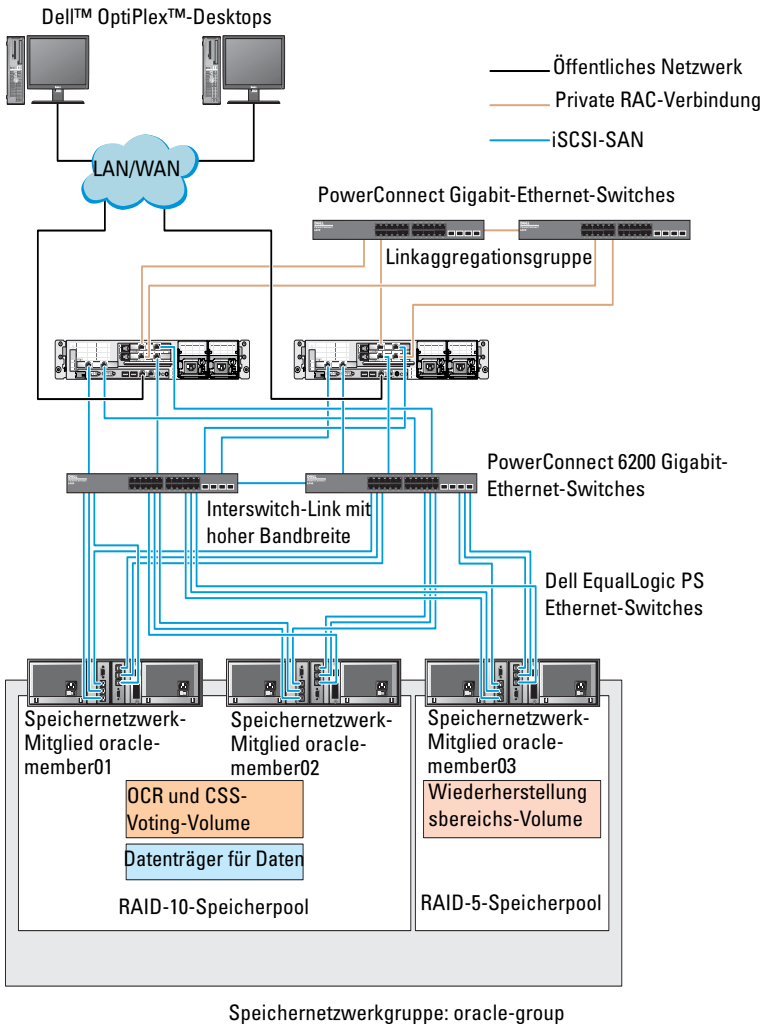 Dell™ OptiPlex™-Desktops
Öffentliches Netzwerk
Private RAC-Verbindung
iSCSI-SAN
LAN/WAN
PowerConnect Gigabit-Ethernet-Switches
Linkaggregationsgruppe
PowerConnect 6200 Gigabit-
Ethernet-Switches
Interswitch-Link mit
hoher Bandbreite
Dell EqualLogic PS
Ethernet-Switches
Speichernetzwerk-
Mitglied oracle-
member01
Speichernetzwerk-
Mitglied oracle-
member02
Speichernetzwerk-
Mitglied oracle-
member03
OCR und CSS-
Voting-Volume
Wiederherstellung
sbereichs-Volume
Datenträger für Daten
RAID-10-Speicherpool
RAID-5-Speicherpool
Speichernetzwerkgruppe: oracle-group